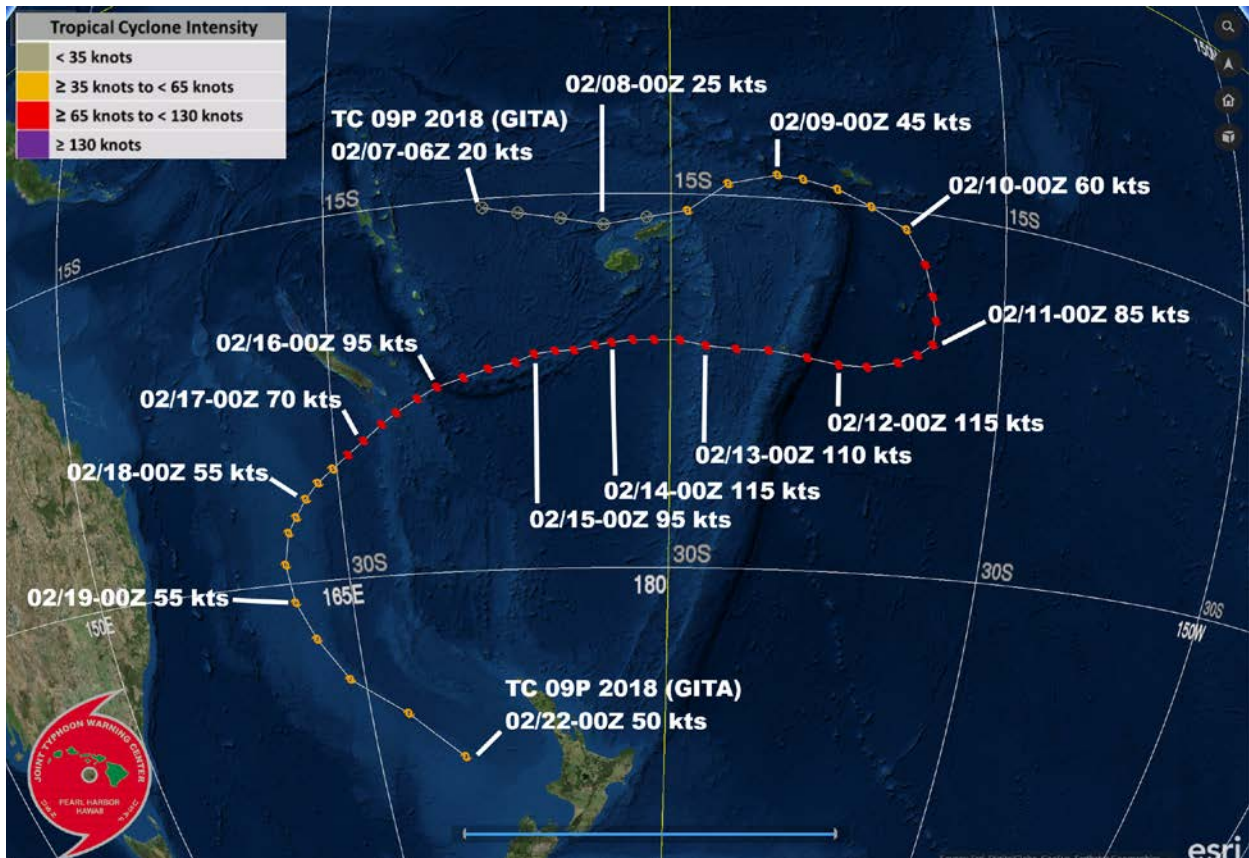 Tropical Cyclone Intensity
< 35 knots
≥ 35 knots to < 65 knots
≥ 65 knots to < 130 knots
≥ 130 knots
150W
02/08-00Z 25 kts
TC 09P 2018 (GITA)
02/07-06Z 20 kts
02/09-00Z 45 kts
02/10-00Z 60 kts
15S
15S
15S
15S
15S
02/11-00Z 85 kts
02/16-00Z 95 kts
02/17-00Z 70 kts
02/12-00Z 115 kts
02/13-00Z 110 kts
02/14-00Z 115 kts
02/15-00Z 95 kts
02/18-00Z 55 kts
30S
30S
30S
30S
165E
180
02/19-00Z 55 kts
150E
150W
TC 09P 2018 (GITA)
02/22-00Z 50 kts
JOINT TYPHOON WARNING CENTER
PEARL HARBOR
HAWAII
esri